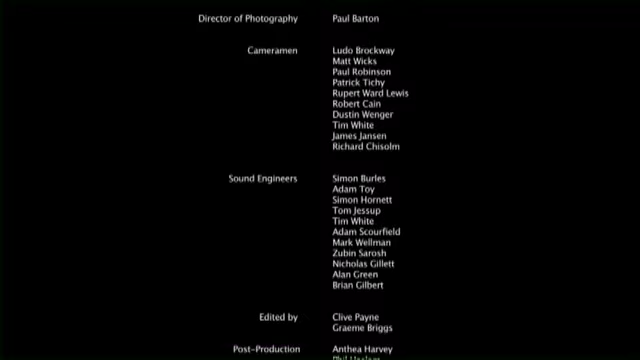 Director of Photography Paul Barton
Cameramen Ludo Brockway
Matt Wicks
Paul Robinson
Patrick Tichy
Rupert Ward Lewis
Robert Cain
Dustin Wenger
Tim White
James Jansen
Richard Chisolm
Sound Engineers Simon Burles
Adam Toy
Simon Hornett
Tom Jessup
Tim White
Adam Scourfield
Mark Wellman
Zubin Sarosh
Nicholas Gillett
Alan Green
Brian Gilbert
Edited by Clive Payne
Graeme Briggs
Post-Production Anthea Harvey
Phil